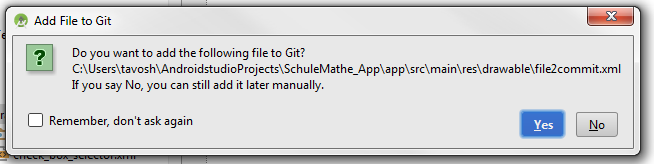 Add File to Git
Do you want to add the following file to Git?
C:\Users\tavosh\AndroidstudioProjects\SchuleMathe_App\app\src\main\res\drawable\file2commit.xml
If you say No, you can still add it later manually.
Remember, don't ask again
Yes
No
check_box_selector.xml